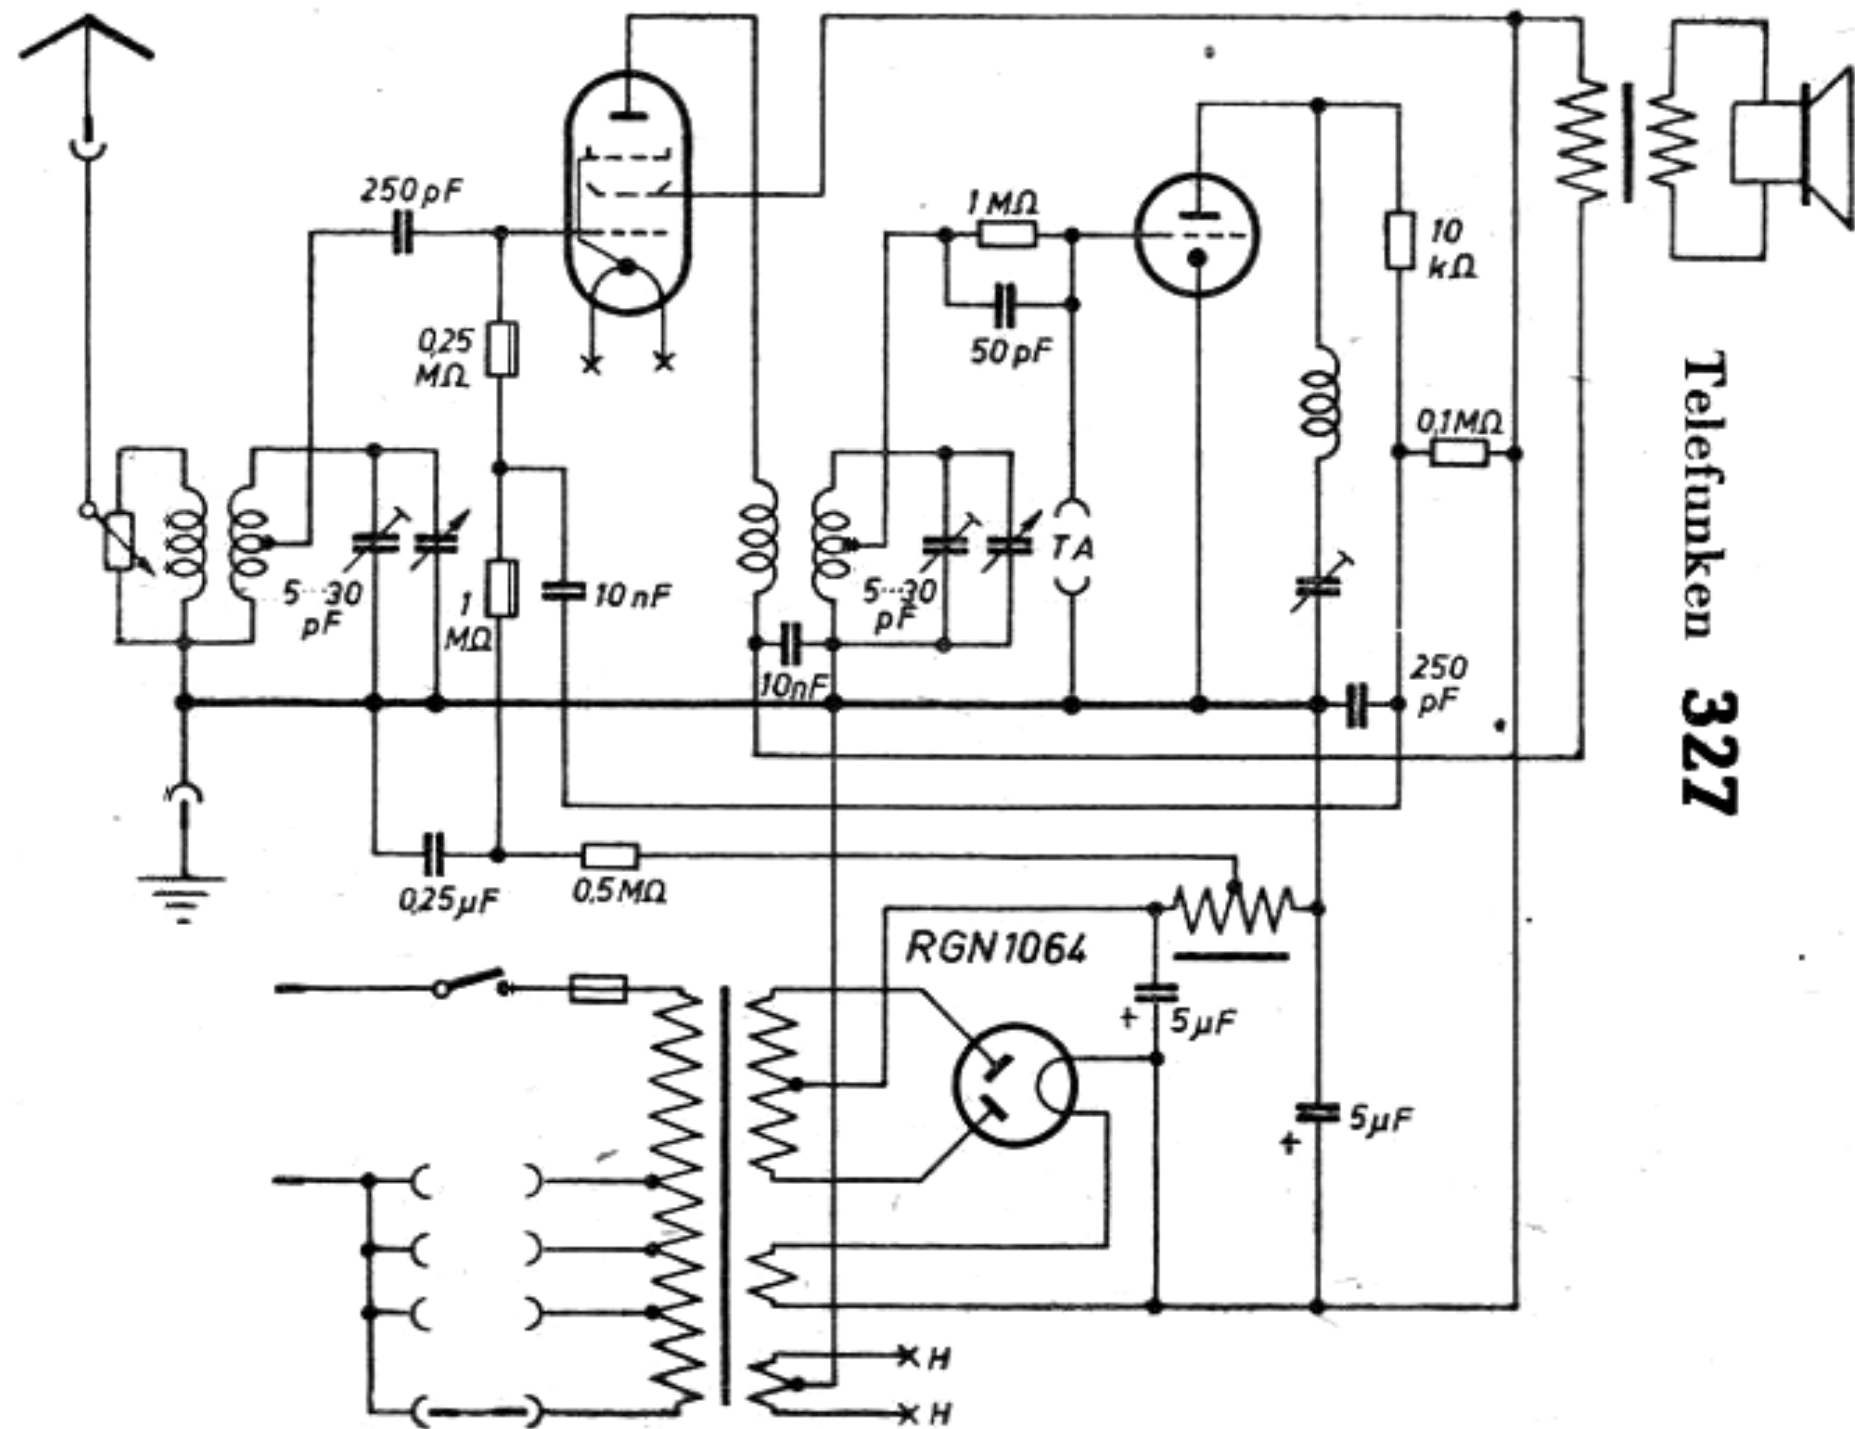 250 pF
1 MΩ
10
kΩ
0,25
MΩ
50 pF
0,1MΩ
Telefunken 327
TA
5···30
pF
1
MΩ
10 nF
5···30
pF
10nF
250
pF
0,25µF
0,5MΩ
RGN1064
+ 5µF
+ 5µF
H
H